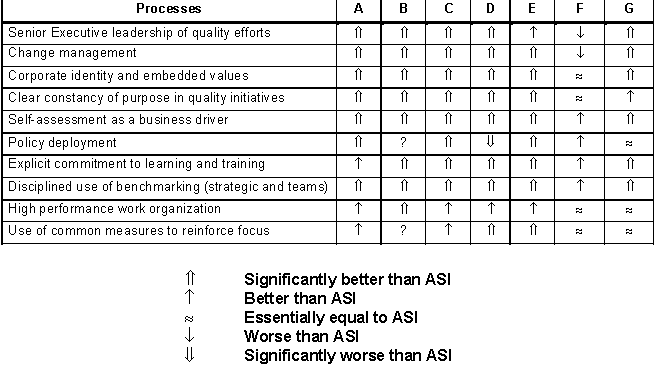 Processes A B C D E F G
Senior Executive leadership of quality efforts ⇑ ⇑ ⇑ ⇑ ↑ ↓ ⇑
Change management ⇑ ⇑ ⇑ ⇑ ⇑ ↓ ⇑
Corporate identity and embedded values ⇑ ⇑ ⇑ ⇑ ⇑ ≈ ⇑
Clear constancy of purpose in quality initiatives ⇑ ⇑ ⇑ ⇑ ⇑ ≈ ↑
Self-assessment as a business driver ⇑ ⇑ ⇑ ⇑ ⇑ ↑ ⇑
Policy deployment ⇑ ? ⇑ ⇓ ⇑ ↑ ≈
Explicit commitment to learning and training ↑ ⇑ ⇑ ⇑ ⇑ ↑ ⇑
Disciplined use of benchmarking (strategic and teams) ⇑ ⇑ ⇑ ⇑ ⇑ ↑ ⇑
High performance work organization ↑ ⇑ ↑ ↑ ↑ ≈ ≈
Use of common measures to reinforce focus ↑ ? ↑ ⇑ ⇑ ≈ ≈
⇑ Significantly better than ASI
↑ Better than ASI
≈ Essentially equal to ASI
↓ Worse than ASI
⇓ Significantly worse than ASI